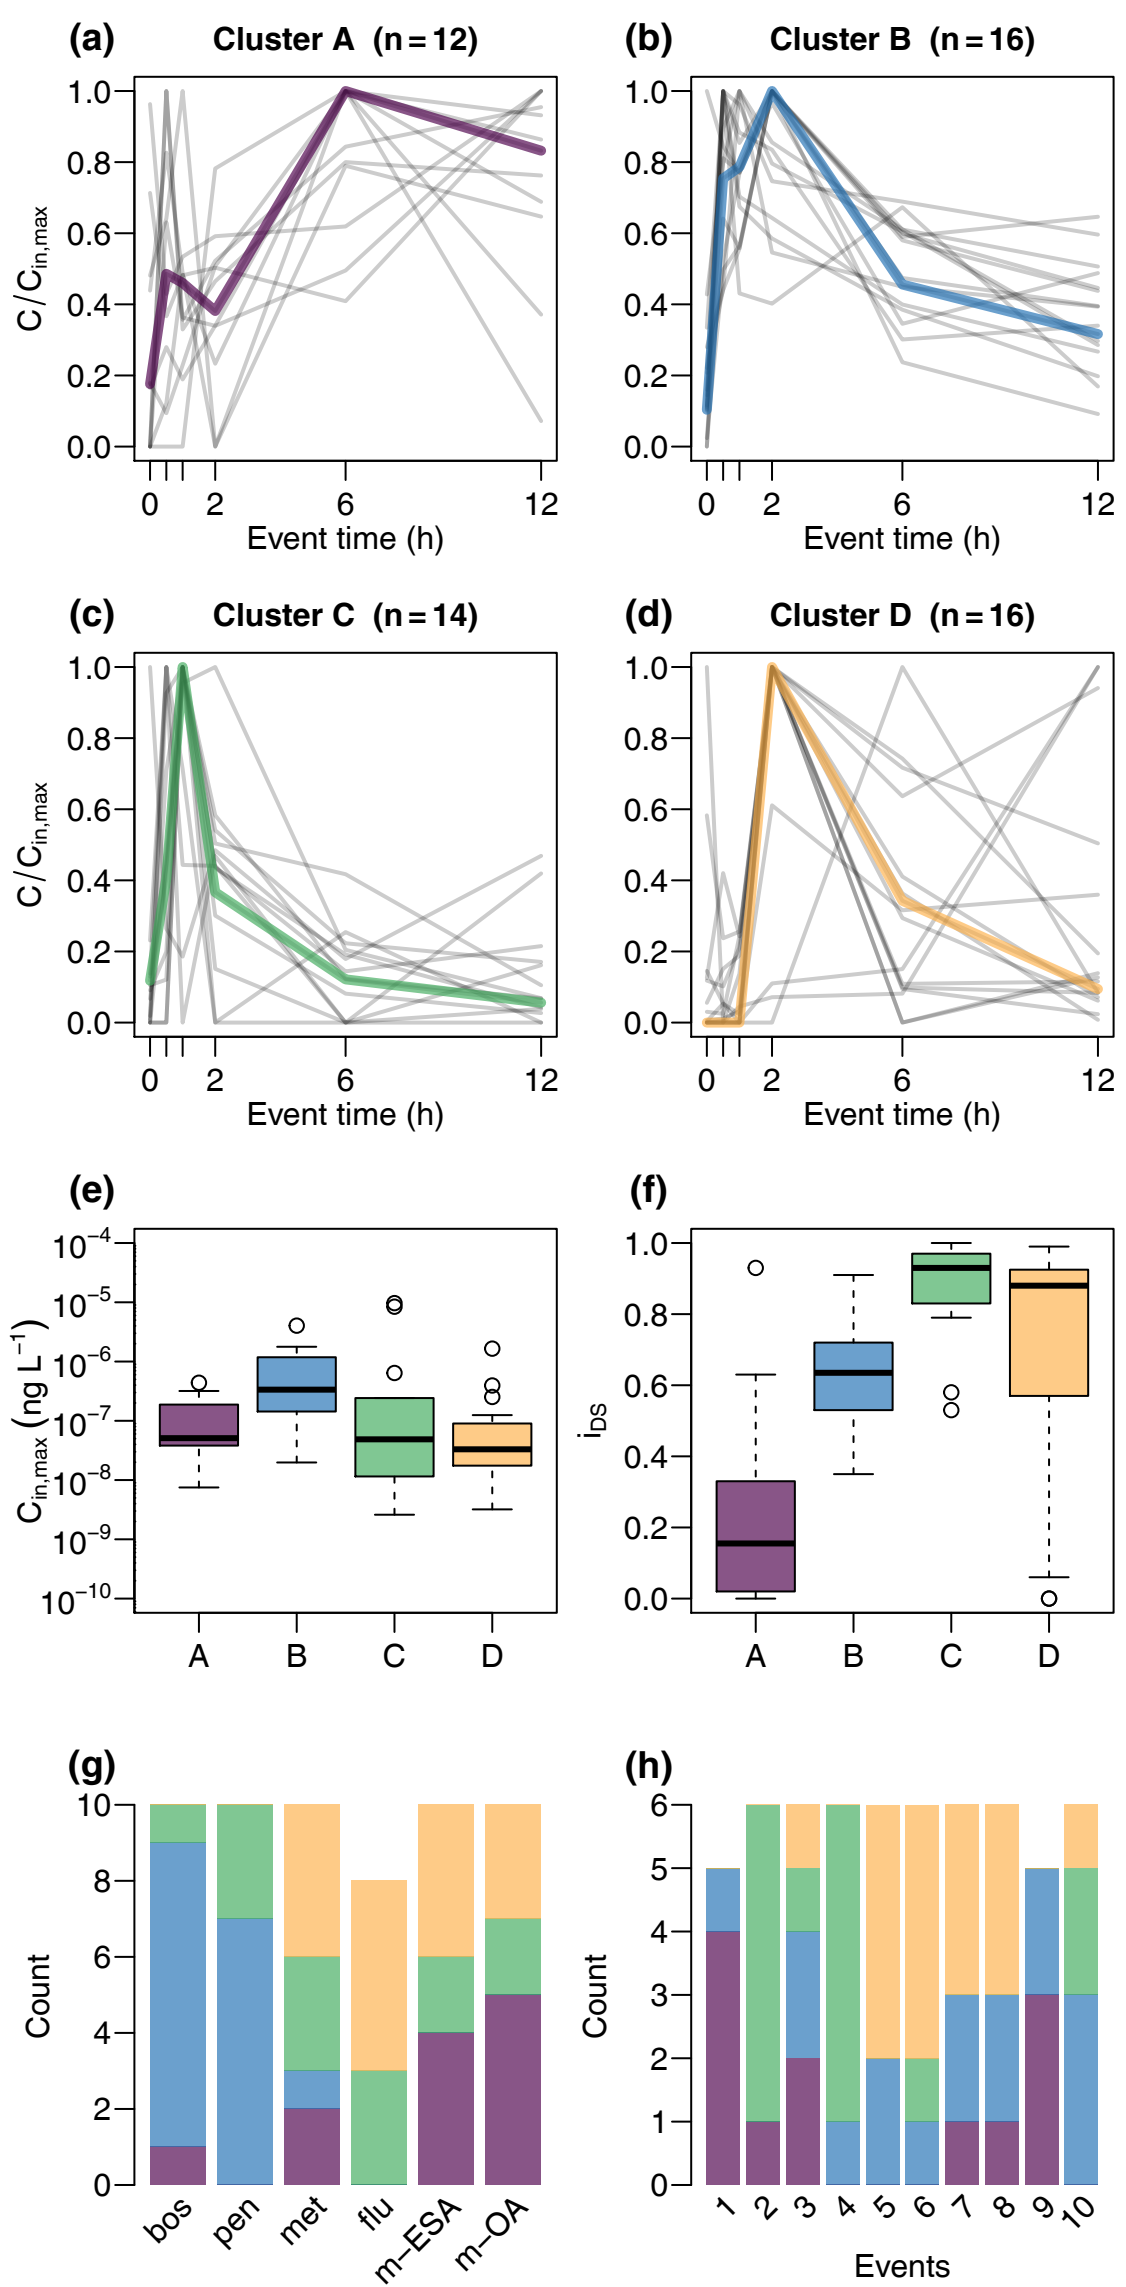 (a) Cluster A (n = 12)
1.0
0.8
0.6
0.4
0.2
0.0
C/C_in,max
0 2 6 12
Event time (h)
(b) Cluster B (n = 16)
1.0
0.8
0.6
0.4
0.2
0.0
0 2 6 12
Event time (h)
(c) Cluster C (n = 14)
1.0
0.8
0.6
0.4
0.2
0.0
C/C_in,max
0 2 6 12
Event time (h)
(d) Cluster D (n = 16)
1.0
0.8
0.6
0.4
0.2
0.0
0 2 6 12
Event time (h)
(e)
10⁻⁴
10⁻⁵
10⁻⁶
10⁻⁷
10⁻⁸
10⁻⁹
10⁻¹⁰
C_in,max (ng L⁻¹)
A B C D
(f)
1.0
0.8
0.6
0.4
0.2
0.0
i_DS
A B C D
(g)
10
8
6
4
2
0
Count
bos pen met flu m−ESA m−OA
(h)
6
5
4
3
2
1
0
Count
1 2 3 4 5 6 7 8 9 10
Events